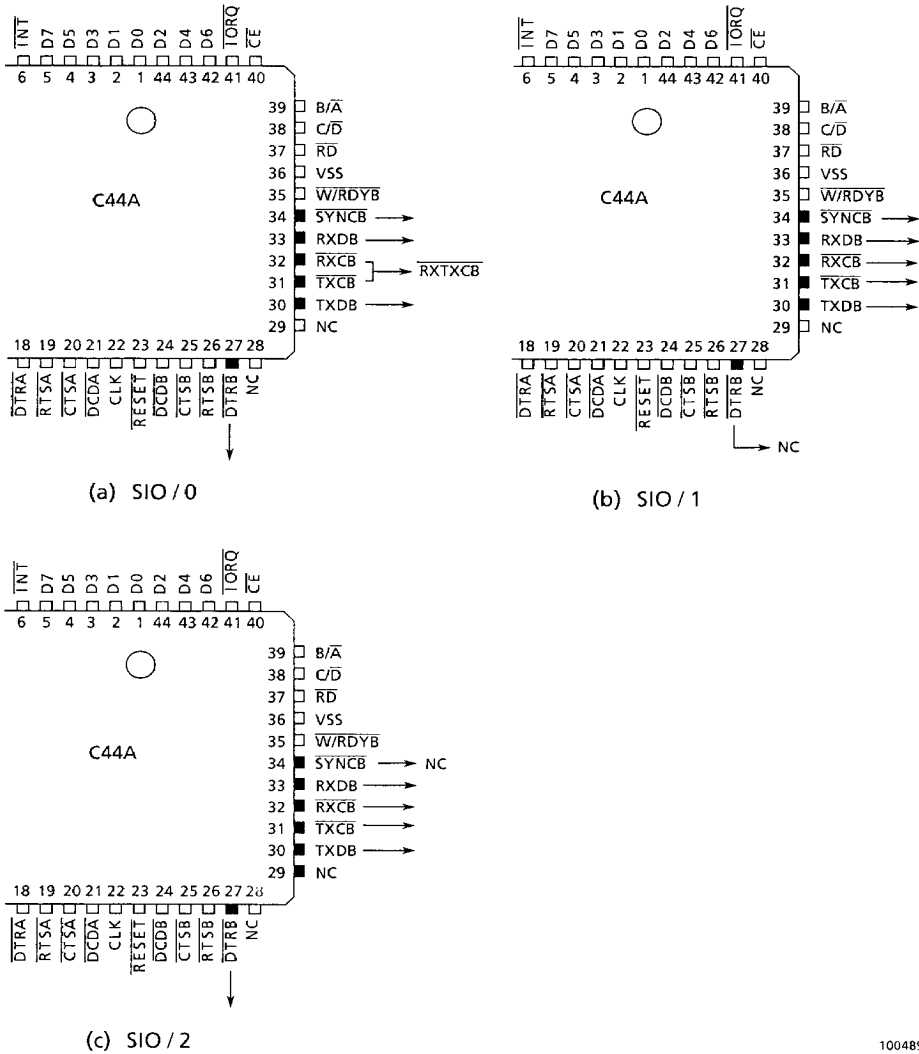 INT D7 D5 D3 D1 D0 D2 D4 D6 IORQ CE
6 5 4 3 2 1 44 43 42 41 40
39 B/A
38 C/D
37 RD
36 VSS
35 W/RDYB
34 SYNCB
33 RXDB
32 RXCB
RXTXCB
31 TXCB
30 TXDB
29 NC
C44A
18 19 20 21 22 23 24 25 26 27 28
DTRA RTSA CTSA DCDA CLK RESET DCDB CTSB RTSB DTRB NC
(a) SIO / 0
INT D7 D5 D3 D1 D0 D2 D4 D6 IORQ CE
6 5 4 3 2 1 44 43 42 41 40
39 B/A
38 C/D
37 RD
36 VSS
35 W/RDYB
34 SYNCB
33 RXDB
32 RXCB
31 TXCB
30 TXDB
29 NC
C44A
18 19 20 21 22 23 24 25 26 27 28
DTRA RTSA CTSA DCDA CLK RESET DCDB CTSB RTSB DTRB NC
NC
(b) SIO / 1
INT D7 D5 D3 D1 D0 D2 D4 D6 IORQ CE
6 5 4 3 2 1 44 43 42 41 40
39 B/A
38 C/D
37 RD
36 VSS
35 W/RDYB
34 SYNCB NC
33 RXDB
32 RXCB
31 TXCB
30 TXDB
29 NC
C44A
18 19 20 21 22 23 24 25 26 27 28
DTRA RTSA CTSA DCDA CLK RESET DCDB CTSB RTSB DTRB NC
(c) SIO / 2